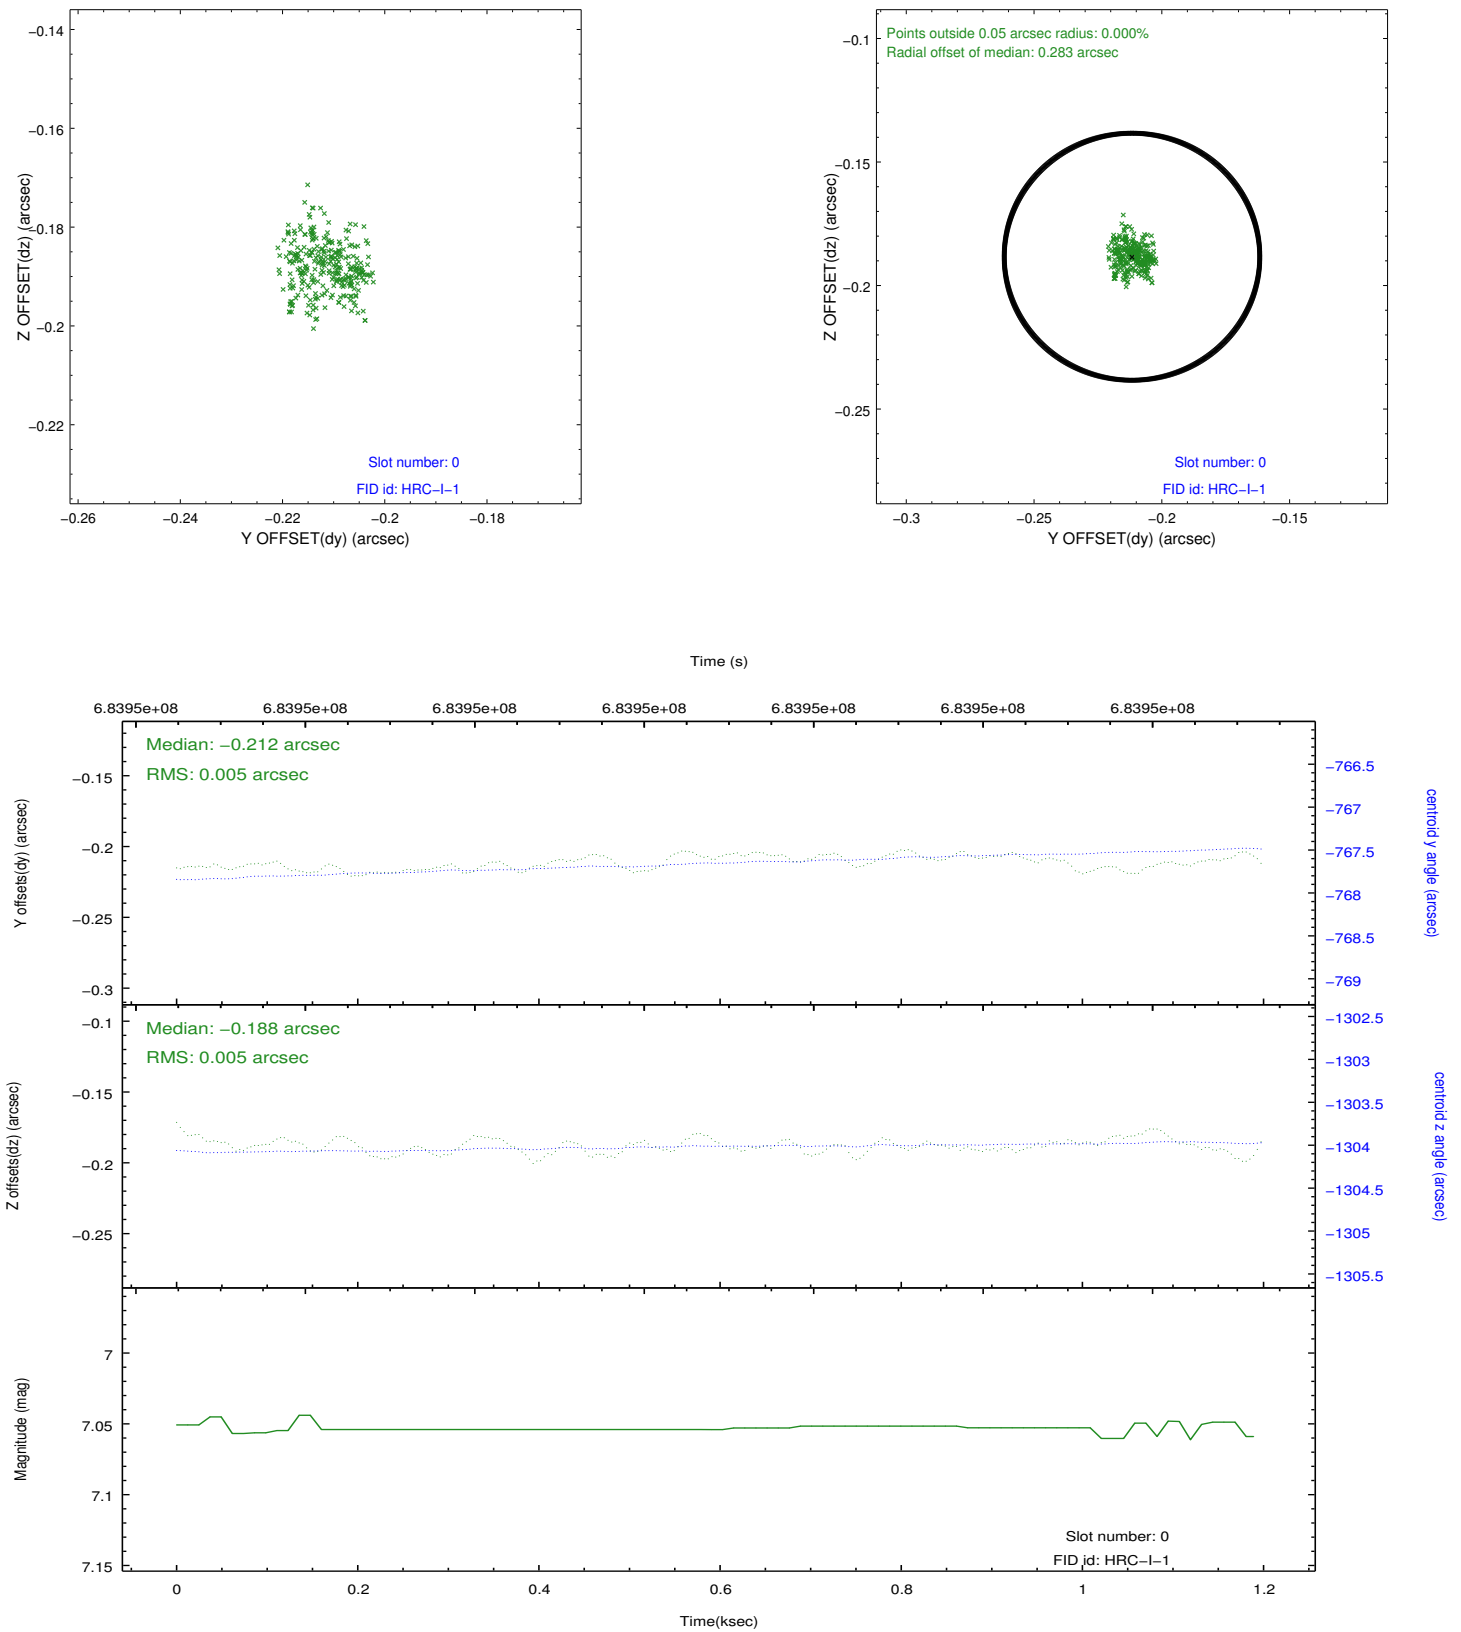 −0.14
−0.16
−0.18
−0.2
−0.22
Z OFFSET(dz) (arcsec)
Slot number: 0
FID id: HRC−I−1
−0.26
−0.24
−0.22
−0.2
−0.18
Y OFFSET(dy) (arcsec)
Points outside 0.05 arcsec radius: 0.000%
Radial offset of median: 0.283 arcsec
−0.1
−0.15
−0.2
−0.25
Z OFFSET(dz) (arcsec)
Slot number: 0
FID id: HRC−I−1
−0.3
−0.25
−0.2
−0.15
Y OFFSET(dy) (arcsec)
Time (s)
6.8395e+08
6.8395e+08
6.8395e+08
6.8395e+08
6.8395e+08
6.8395e+08
6.8395e+08
Median: −0.212 arcsec
RMS: 0.005 arcsec
−0.15
−0.2
−0.25
−0.3
Y offsets(dy) (arcsec)
−766.5
−767
−767.5
−768
−768.5
−769
centroid y angle (arcsec)
Median: −0.188 arcsec
RMS: 0.005 arcsec
−0.1
−0.15
−0.2
−0.25
Z offsets(dz) (arcsec)
−1302.5
−1303
−1303.5
−1304
−1304.5
−1305
−1305.5
centroid z angle (arcsec)
7
7.05
7.1
7.15
Magnitude (mag)
Slot number: 0
FID id: HRC−I−1
0
0.2
0.4
0.6
0.8
1
1.2
Time(ksec)